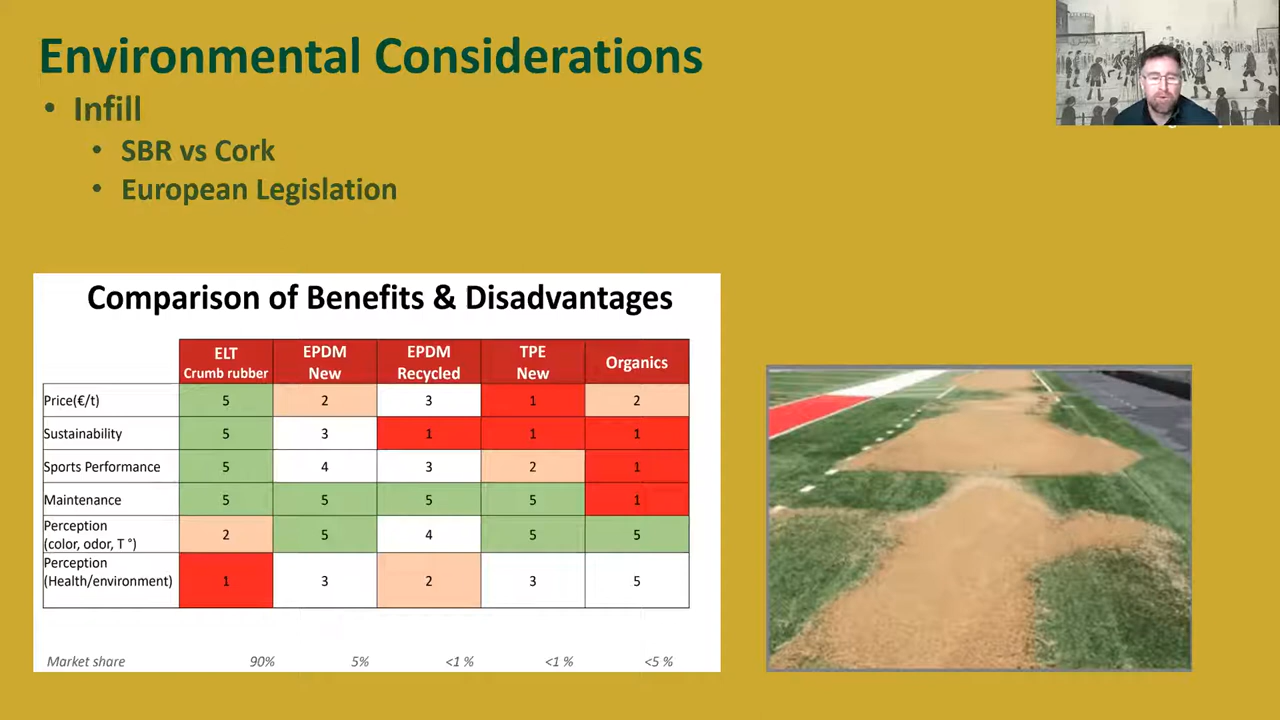 Environmental Considerations
• Infill
• SBR vs Cork
• European Legislation
Comparison of Benefits & Disadvantages
ELT Crumb rubber EPDM New EPDM Recycled TPE New Organics
Price(€/t) 5 2 3 1 2
Sustainability 5 3 1 1 1
Sports Performance 5 4 3 2 1
Maintenance 5 5 5 5 1
Perception (color, odor, T °) 2 5 4 5 5
Perception (Health/environment) 1 3 2 3 5
Market share 90% 5% <1 % <1 % <5 %